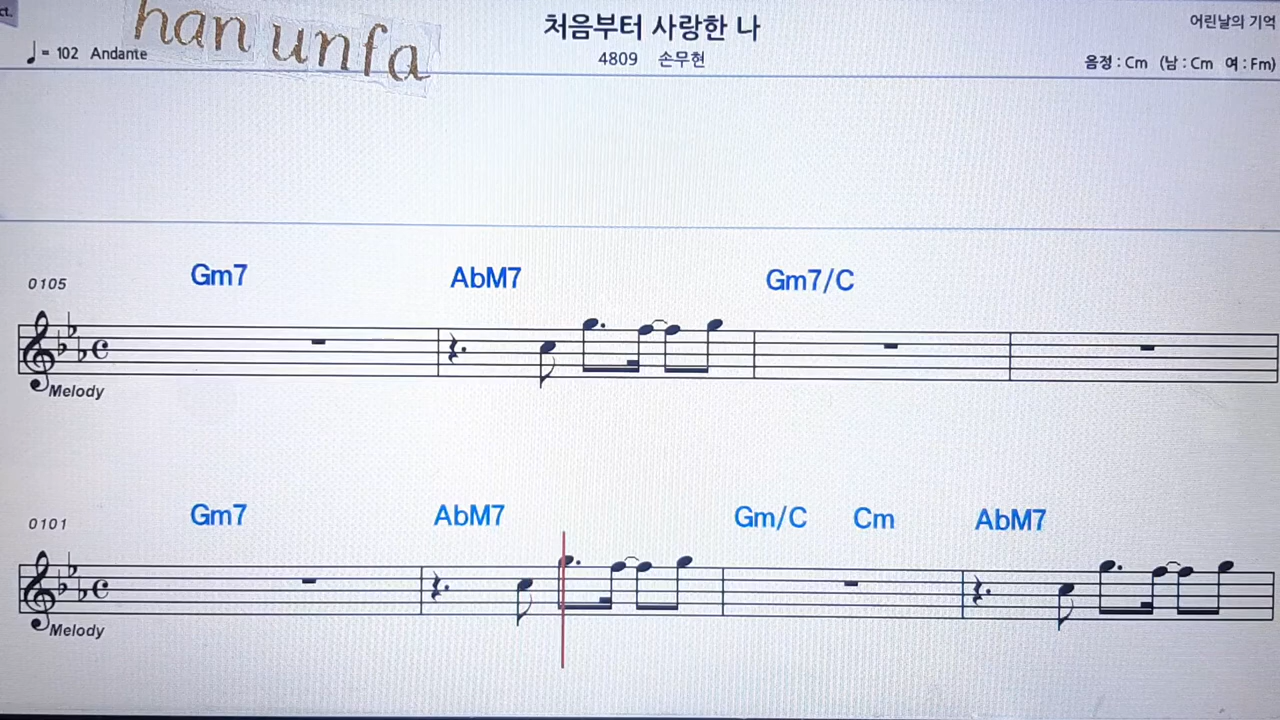 ct.
han unfa
처음부터 사랑한 나
어린날의 기억
♩ = 102 Andante
4809 손무현
음정 : Cm (남 : Cm 여 : Fm)
Gm7 AbM7 Gm7/C
0105
Melody
Gm7 AbM7 Gm/C Cm AbM7
0101
Melody